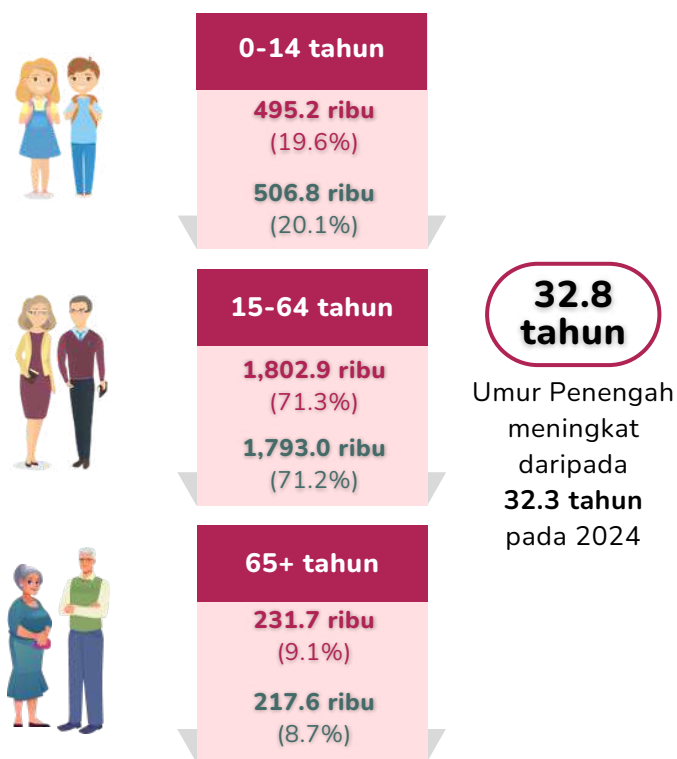 0-14 tahun
495.2 ribu
(19.6%)
506.8 ribu
(20.1%)
15-64 tahun
1,802.9 ribu
(71.3%)
1,793.0 ribu
(71.2%)
65+ tahun
231.7 ribu
(9.1%)
217.6 ribu
(8.7%)
32.8
tahun
Umur Penengah
meningkat
daripada
32.3 tahun
pada 2024